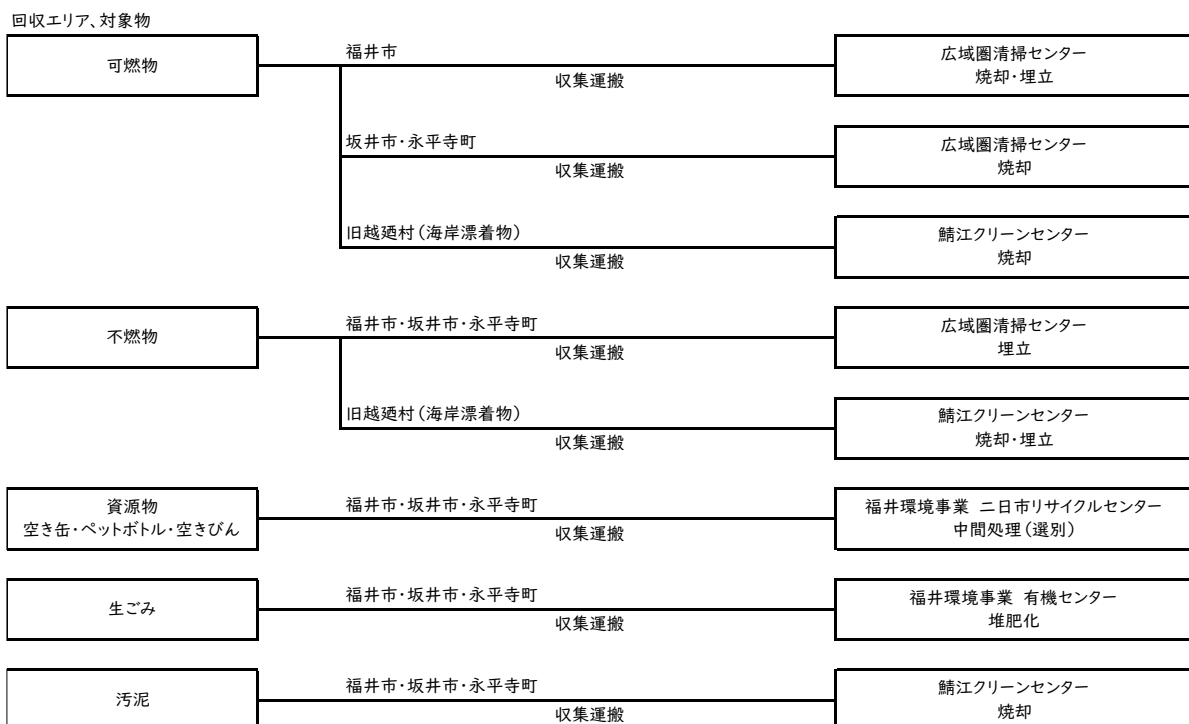 回収エリア、対象物
可燃物
福井市
収集運搬
広域圏清掃センター
焼却・埋立
坂井市・永平寺町
収集運搬
広域圏清掃センター
焼却
旧越廼村（海岸漂着物）
収集運搬
鯖江クリーンセンター
焼却
不燃物
福井市・坂井市・永平寺町
収集運搬
広域圏清掃センター
埋立
旧越廼村（海岸漂着物）
収集運搬
鯖江クリーンセンター
焼却・埋立
資源物
空き缶・ペットボトル・空きびん
福井市・坂井市・永平寺町
収集運搬
福井環境事業 二日市リサイクルセンター
中間処理（選別）
生ごみ
福井市・坂井市・永平寺町
収集運搬
福井環境事業 有機センター
堆肥化
汚泥
福井市・坂井市・永平寺町
収集運搬
鯖江クリーンセンター
焼却